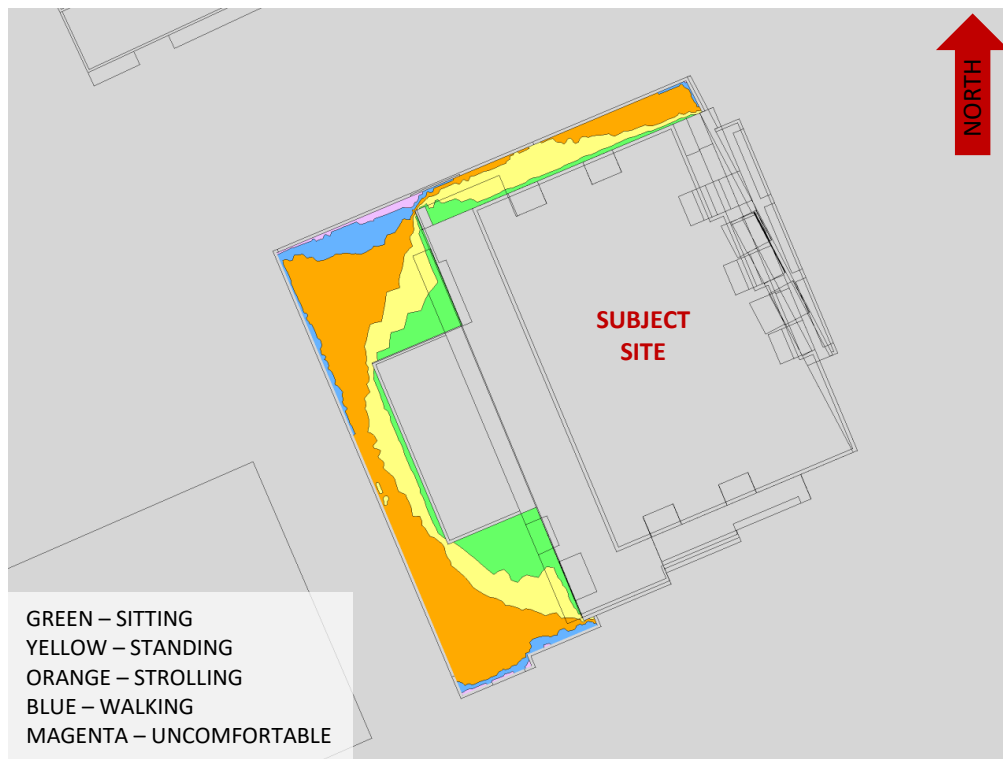 NORTH
SUBJECT
SITE
GREEN – SITTING
YELLOW – STANDING
ORANGE – STROLLING
BLUE – WALKING
MAGENTA – UNCOMFORTABLE